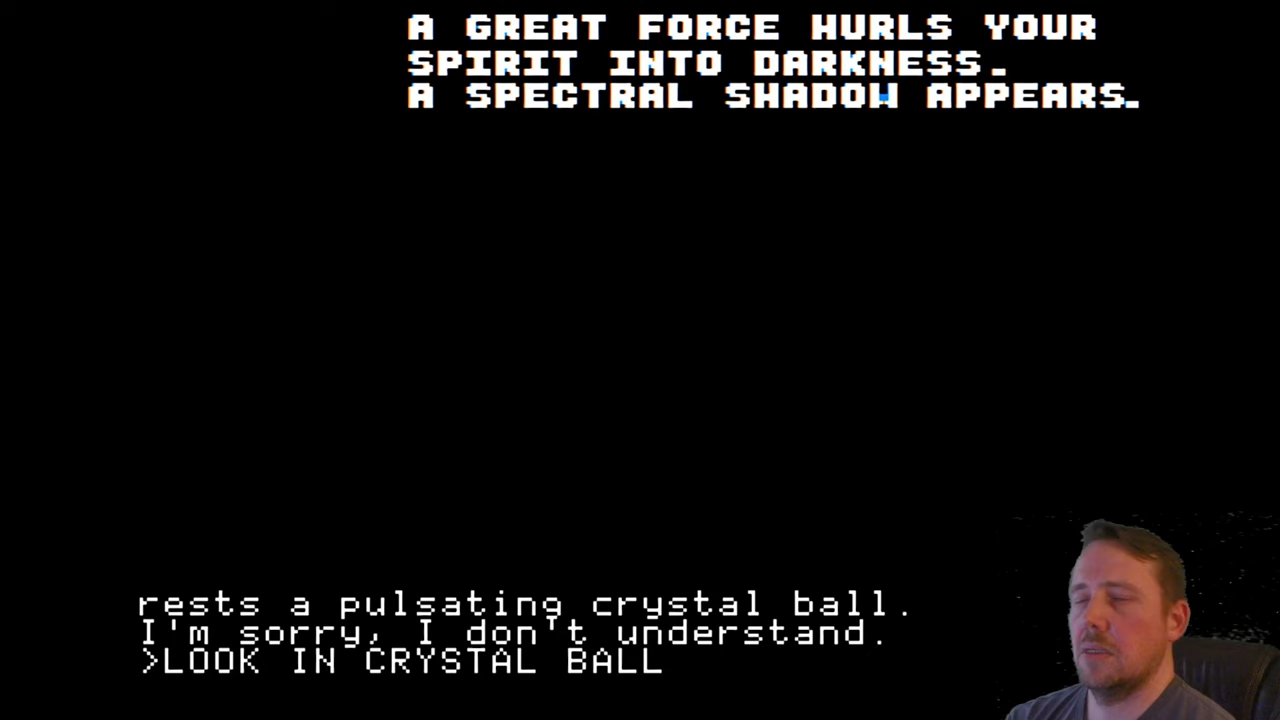 A GREAT FORCE HURLS YOUR
SPIRIT INTO DARKNESS.
A SPECTRAL SHADOW APPEARS.
rests a pulsating crystal ball.
I'm sorry, I don't understand.
>LOOK IN CRYSTAL BALL